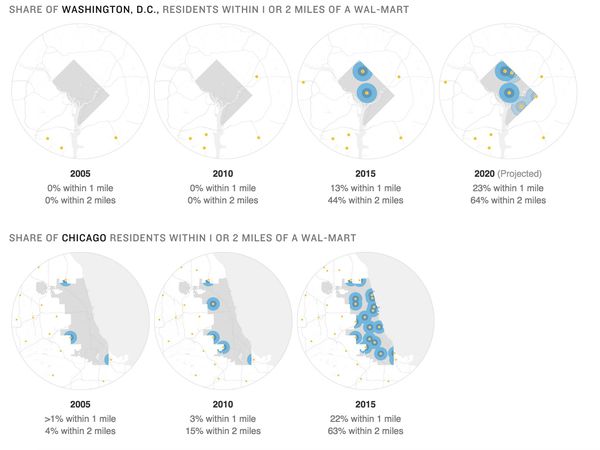 SHARE OF WASHINGTON, D.C., RESIDENTS WITHIN I OR 2 MILES OF A WAL-MART
2005
0% within 1 mile
0% within 2 miles
2010
0% within 1 mile
0% within 2 miles
2015
13% within 1 mile
44% within 2 miles
2020 (Projected)
23% within 1 mile
64% within 2 miles
SHARE OF CHICAGO RESIDENTS WITHIN I OR 2 MILES OF A WAL-MART
2005
>1% within 1 mile
4% within 2 miles
2010
3% within 1 mile
15% within 2 miles
2015
22% within 1 mile
63% within 2 miles